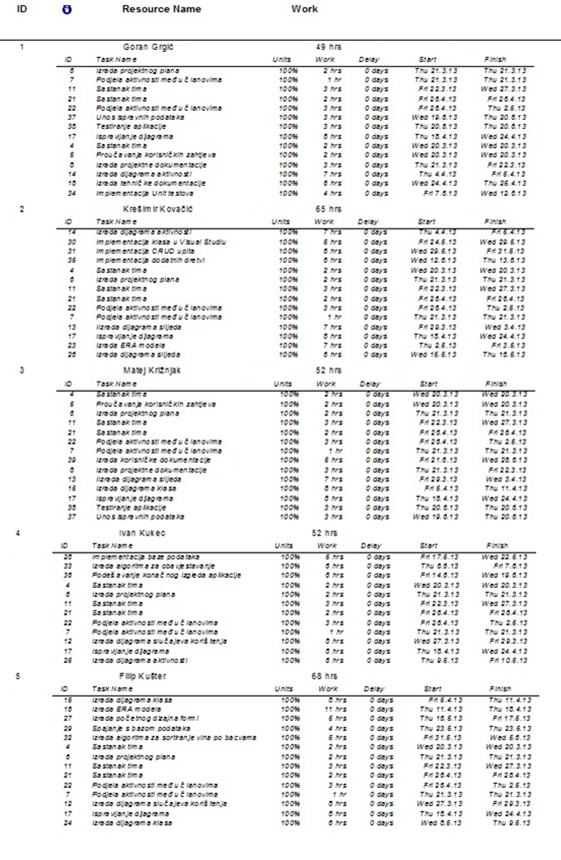 ID Resource Name Work
1 Goran Grgić 49 hrs
ID Task Name Units Work Delay Start Finish
6 Izrada projektnog plana 100% 2 hrs 0 days Thu 21.3.13 Thu 21.3.13
7 Podjela aktivnosti među članovima 100% 1 hr 0 days Thu 21.3.13 Thu 21.3.13
11 Sastanak tima 100% 3 hrs 0 days Fri 22.3.13 Wed 27.3.13
21 Sastanak tima 100% 2 hrs 0 days Fri 26.4.13 Fri 26.4.13
22 Podjela aktivnosti među članovima 100% 3 hrs 0 days Fri 26.4.13 Thu 2.5.13
37 Unos ispravnih podataka 100% 3 hrs 0 days Wed 19.6.13 Thu 20.6.13
38 Testiranje aplikacije 100% 3 hrs 0 days Thu 20.6.13 Thu 20.6.13
17 Ispravljanje dijagrama 100% 8 hrs 0 days Thu 18.4.13 Wed 24.4.13
4 Sastanak tima 100% 2 hrs 0 days Wed 20.3.13 Wed 20.3.13
5 Proučavanja korisničkih zahtjeva 100% 2 hrs 0 days Wed 20.3.13 Wed 20.3.13
8 Izrada projektne dokumentacije 100% 3 hrs 0 days Thu 21.3.13 Fri 22.3.13
14 Izrada dijagrama aktivnosti 100% 7 hrs 0 days Thu 4.4.13 Fri 5.4.13
18 Izrada tehničke dokumentacije 100% 6 hrs 0 days Wed 24.4.13 Thu 25.4.13
34 Implementacija Unit testova 100% 4 hrs 0 days Fri 7.6.13 Wed 12.6.13
2 Krešimir Kovačić 65 hrs
ID Task Name Units Work Delay Start Finish
14 Izrada dijagrama aktivnosti 100% 7 hrs 0 days Thu 4.4.13 Fri 5.4.13
30 Implementacija klasa u Visual Studiu 100% 6 hrs 0 days Fri 24.5.13 Wed 29.5.13
31 Implementacija CRUD upita 100% 6 hrs 0 days Wed 29.5.13 Fri 31.5.13
35 Implementacija dodatnih dretvi 100% 6 hrs 0 days Wed 12.6.13 Thu 13.6.13
4 Sastanak tima 100% 2 hrs 0 days Wed 20.3.13 Wed 20.3.13
6 Izrada projektnog plana 100% 2 hrs 0 days Thu 21.3.13 Thu 21.3.13
11 Sastanak tima 100% 3 hrs 0 days Fri 22.3.13 Wed 27.3.13
21 Sastanak tima 100% 2 hrs 0 days Fri 26.4.13 Fri 26.4.13
22 Podjela aktivnosti među članovima 100% 3 hrs 0 days Fri 26.4.13 Thu 2.5.13
7 Podjela aktivnosti među članovima 100% 1 hr 0 days Thu 21.3.13 Thu 21.3.13
13 Izrada dijagrama slijeda 100% 7 hrs 0 days Fri 29.3.13 Wed 3.4.13
17 Ispravljanje dijagrama 100% 8 hrs 0 days Thu 18.4.13 Wed 24.4.13
23 Izrada ERA modela 100% 7 hrs 0 days Thu 2.5.13 Fri 3.5.13
26 Izrada dijagrama slijeda 100% 6 hrs 0 days Wed 15.5.13 Thu 16.5.13
3 Matej Križnjak 52 hrs
ID Task Name Units Work Delay Start Finish
4 Sastanak tima 100% 2 hrs 0 days Wed 20.3.13 Wed 20.3.13
5 Proučavanja korisničkih zahtjeva 100% 2 hrs 0 days Wed 20.3.13 Wed 20.3.13
6 Izrada projektnog plana 100% 2 hrs 0 days Thu 21.3.13 Thu 21.3.13
11 Sastanak tima 100% 3 hrs 0 days Fri 22.3.13 Wed 27.3.13
21 Sastanak tima 100% 2 hrs 0 days Fri 26.4.13 Fri 26.4.13
22 Podjela aktivnosti među članovima 100% 3 hrs 0 days Fri 26.4.13 Thu 2.5.13
7 Podjela aktivnosti među članovima 100% 1 hr 0 days Thu 21.3.13 Thu 21.3.13
39 Izrada korisničke dokumentacije 100% 6 hrs 0 days Fri 21.6.13 Wed 26.6.13
8 Izrada projektne dokumentacije 100% 3 hrs 0 days Thu 21.3.13 Fri 22.3.13
13 Izrada dijagrama slijeda 100% 7 hrs 0 days Fri 29.3.13 Wed 3.4.13
15 Izrada dijagrama klasa 100% 8 hrs 0 days Fri 5.4.13 Thu 11.4.13
17 Ispravljanje dijagrama 100% 8 hrs 0 days Thu 18.4.13 Wed 24.4.13
38 Testiranje aplikacije 100% 3 hrs 0 days Thu 20.6.13 Thu 20.6.13
37 Unos ispravnih podataka 100% 3 hrs 0 days Wed 19.6.13 Thu 20.6.13
4 Ivan Kukec 52 hrs
ID Task Name Units Work Delay Start Finish
28 Implementacija baze podataka 100% 6 hrs 0 days Fri 17.5.13 Wed 22.5.13
33 Izrada algoritma za obavještavanje 100% 6 hrs 0 days Thu 6.6.13 Fri 7.6.13
36 Podešavanje konačnog izgleda aplikacije 100% 6 hrs 0 days Fri 14.6.13 Wed 19.6.13
4 Sastanak tima 100% 2 hrs 0 days Wed 20.3.13 Wed 20.3.13
6 Izrada projektnog plana 100% 2 hrs 0 days Thu 21.3.13 Thu 21.3.13
11 Sastanak tima 100% 3 hrs 0 days Fri 22.3.13 Wed 27.3.13
21 Sastanak tima 100% 2 hrs 0 days Fri 26.4.13 Fri 26.4.13
22 Podjela aktivnosti među članovima 100% 3 hrs 0 days Fri 26.4.13 Thu 2.5.13
7 Podjela aktivnosti među članovima 100% 1 hr 0 days Thu 21.3.13 Thu 21.3.13
12 Izrada dijagrama slučajeva korištenja 100% 8 hrs 0 days Wed 27.3.13 Fri 29.3.13
17 Ispravljanje dijagrama 100% 8 hrs 0 days Thu 18.4.13 Wed 24.4.13
25 Izrada dijagrama aktivnosti 100% 6 hrs 0 days Thu 9.5.13 Fri 10.5.13
5 Filip Kušter 68 hrs
ID Task Name Units Work Delay Start Finish
15 Izrada dijagrama klasa 100% 8 hrs 0 days Fri 5.4.13 Thu 11.4.13
16 Izrada ERA modela 100% 11 hrs 0 days Thu 11.4.13 Thu 18.4.13
27 Izrada početnog dizajna formi 100% 6 hrs 0 days Thu 16.5.13 Fri 17.5.13
29 Spajanje s bazom podataka 100% 4 hrs 0 days Thu 23.5.13 Thu 23.5.13
32 Izrada algoritma za sortiranje vina po bacvama 100% 6 hrs 0 days Fri 31.5.13 Wed 5.6.13
4 Sastanak tima 100% 2 hrs 0 days Wed 20.3.13 Wed 20.3.13
6 Izrada projektnog plana 100% 2 hrs 0 days Thu 21.3.13 Thu 21.3.13
11 Sastanak tima 100% 3 hrs 0 days Fri 22.3.13 Wed 27.3.13
21 Sastanak tima 100% 2 hrs 0 days Fri 26.4.13 Fri 26.4.13
22 Podjela aktivnosti među članovima 100% 3 hrs 0 days Fri 26.4.13 Thu 2.5.13
7 Podjela aktivnosti među članovima 100% 1 hr 0 days Thu 21.3.13 Thu 21.3.13
12 Izrada dijagrama slučajeva korištenja 100% 8 hrs 0 days Wed 27.3.13 Fri 29.3.13
17 Ispravljanje dijagrama 100% 8 hrs 0 days Thu 18.4.13 Wed 24.4.13
24 Izrada dijagrama klasa 100% 6 hrs 0 days Wed 8.5.13 Thu 9.5.13